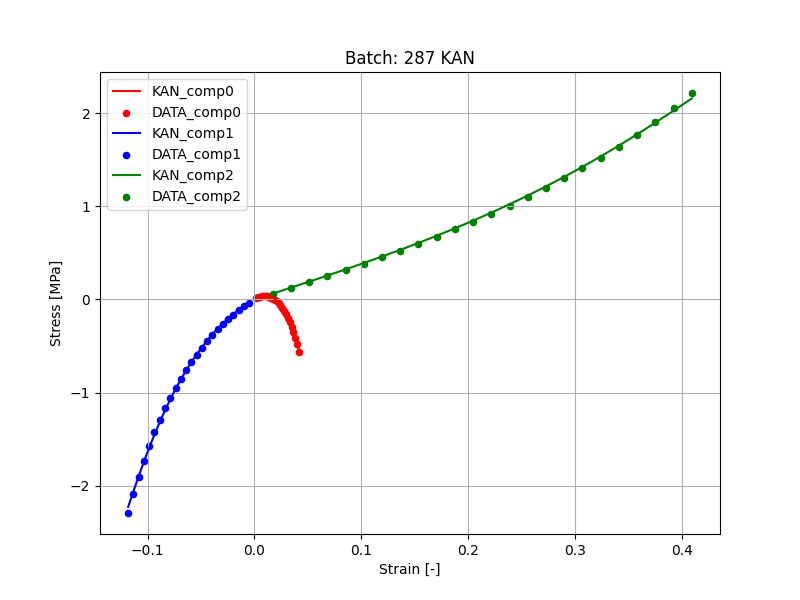 Batch: 287 KAN
KAN_comp0
DATA_comp0
KAN_comp1
DATA_comp1
KAN_comp2
DATA_comp2
2
1
0
−1
−2
Stress [MPa]
−0.1
0.0
0.1
0.2
0.3
0.4
Strain [-]